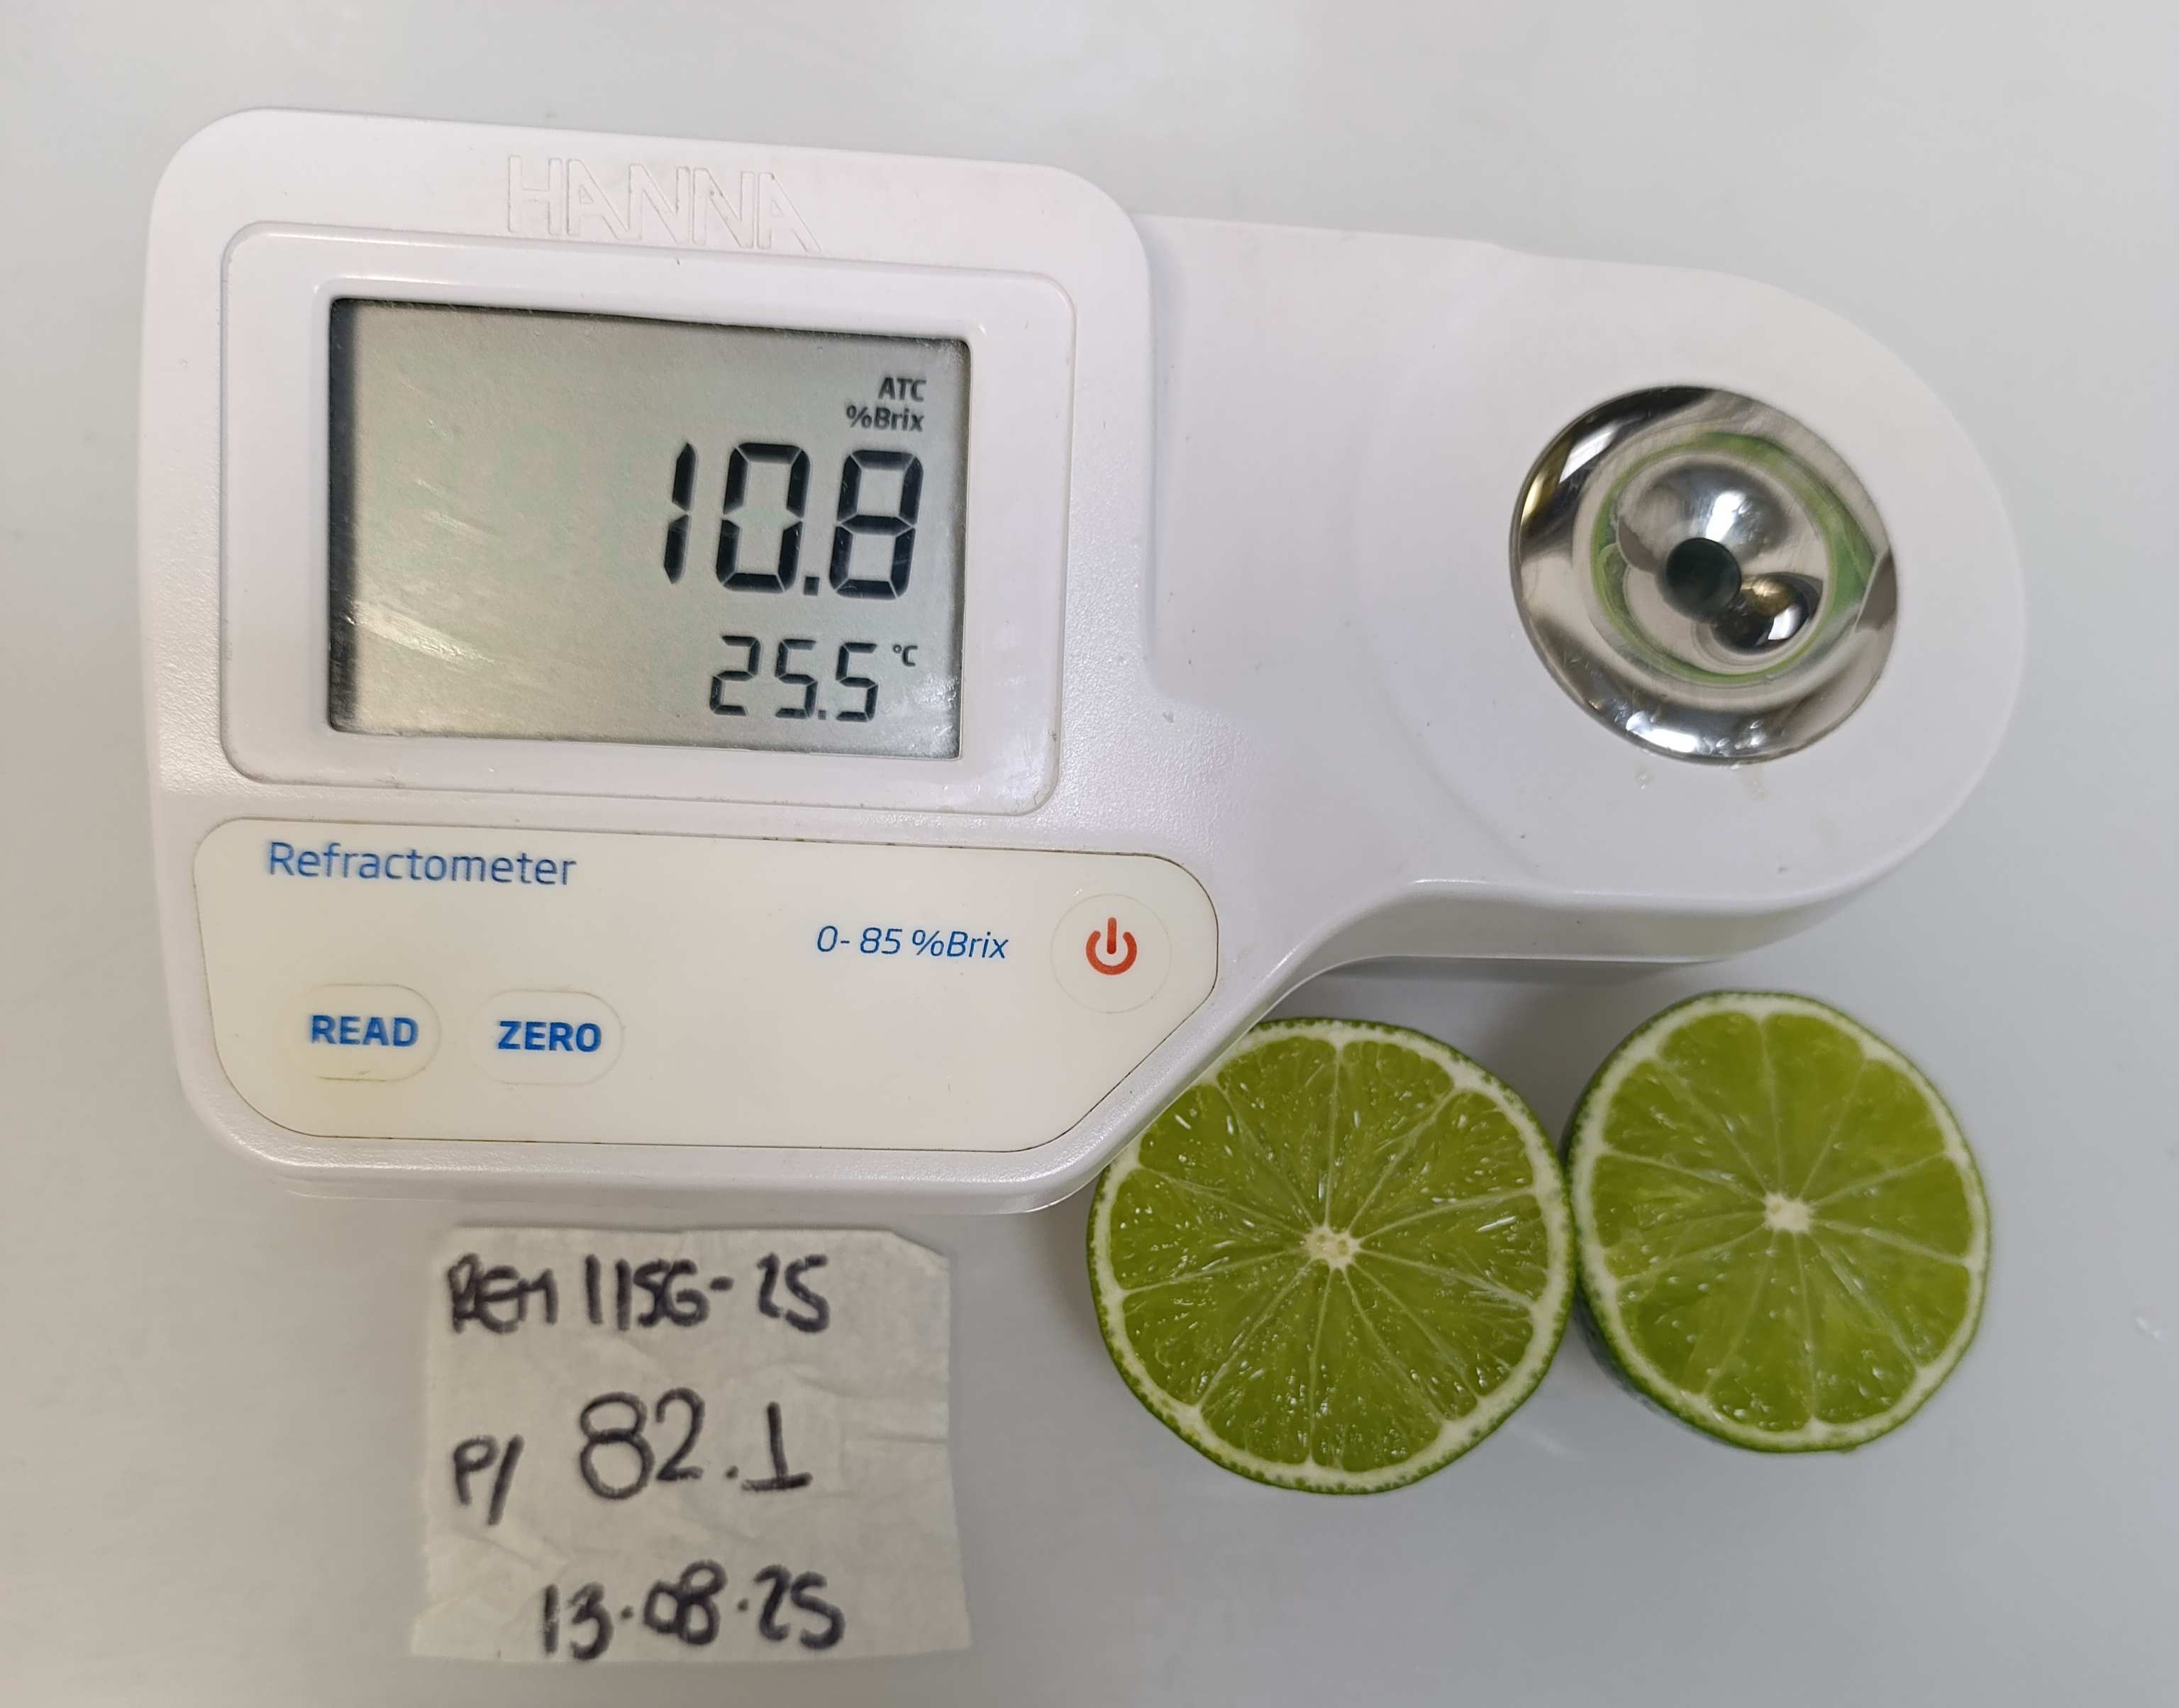 HANNA
ATC
%Brix
10.8
25.5 °C
Refractometer
0-85 %Brix
READ ZERO
REM 1156-25
P/ 82.1
13.08.25